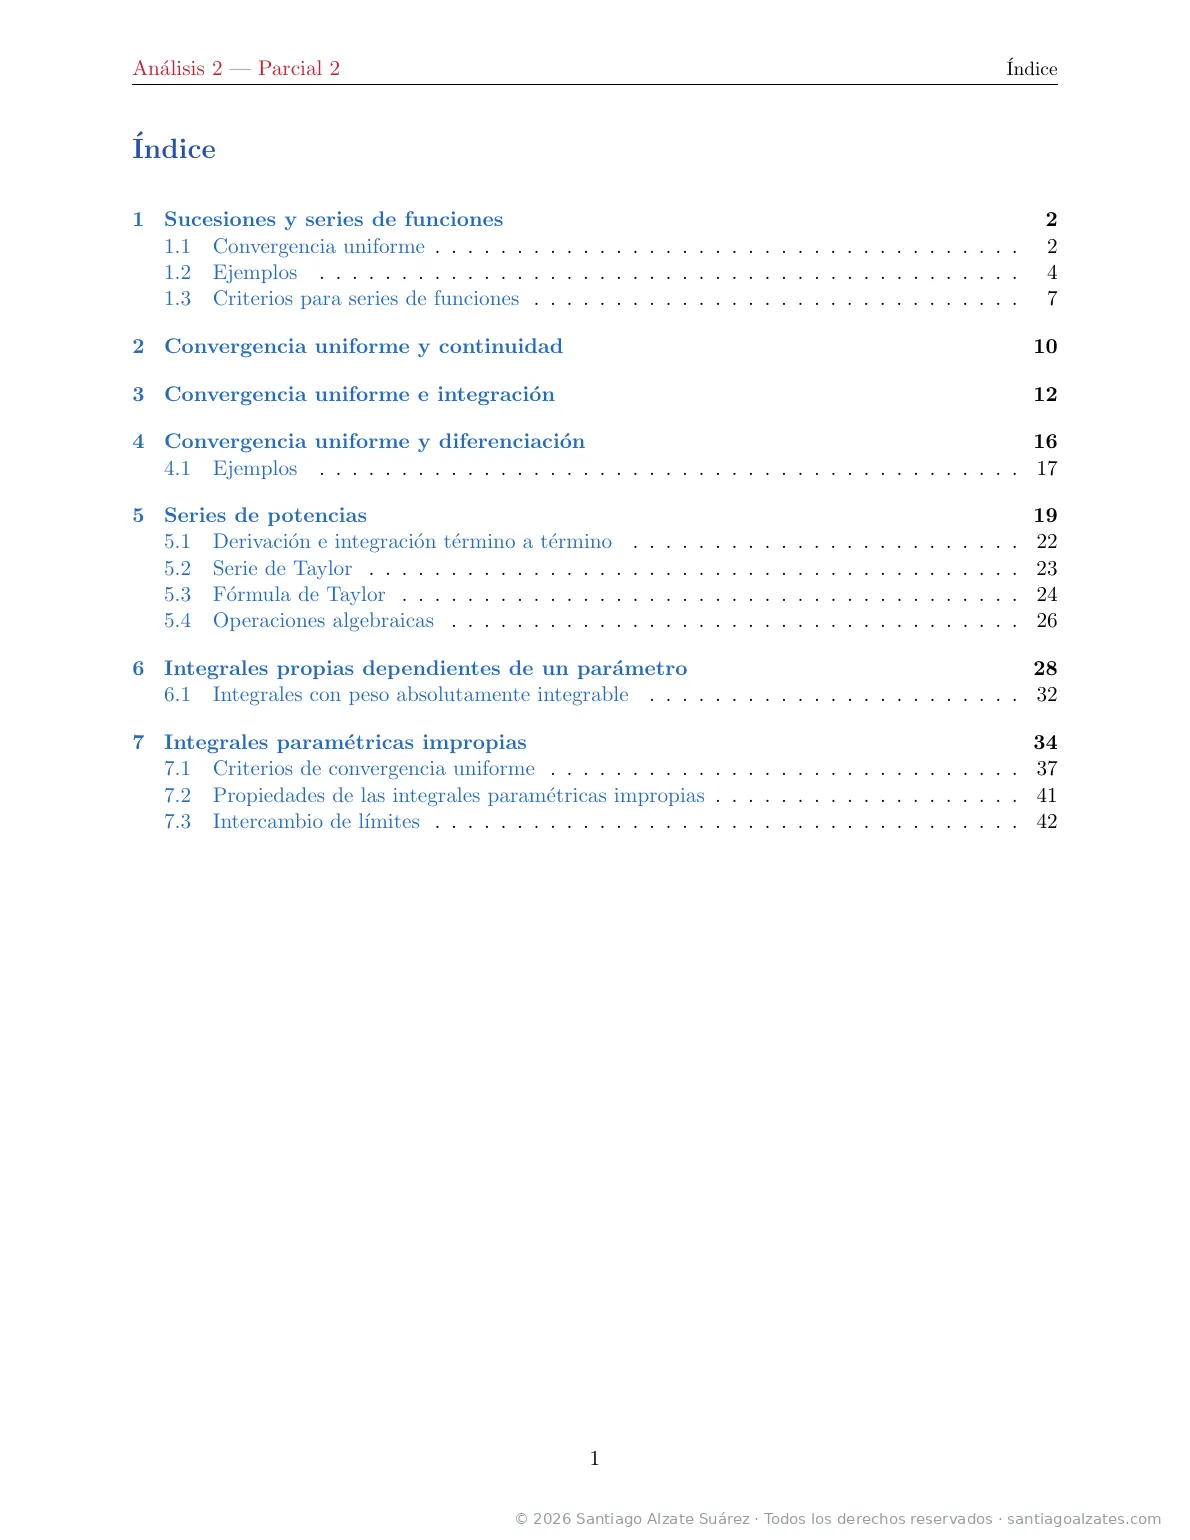 Análisis 2 — Parcial 2 Índice
Índice
1 Sucesiones y series de funciones 2
1.1 Convergencia uniforme . . . . . . . . . . . . . . . . . . . . . . . . . . . . . . . . . . . . 2
1.2 Ejemplos . . . . . . . . . . . . . . . . . . . . . . . . . . . . . . . . . . . . . . . . . . . 4
1.3 Criterios para series de funciones . . . . . . . . . . . . . . . . . . . . . . . . . . . . . . 7
2 Convergencia uniforme y continuidad 10
3 Convergencia uniforme e integración 12
4 Convergencia uniforme y diferenciación 16
4.1 Ejemplos . . . . . . . . . . . . . . . . . . . . . . . . . . . . . . . . . . . . . . . . . . . 17
5 Series de potencias 19
5.1 Derivación e integración término a término . . . . . . . . . . . . . . . . . . . . . . . . 22
5.2 Serie de Taylor . . . . . . . . . . . . . . . . . . . . . . . . . . . . . . . . . . . . . . . . 23
5.3 Fórmula de Taylor . . . . . . . . . . . . . . . . . . . . . . . . . . . . . . . . . . . . . . 24
5.4 Operaciones algebraicas . . . . . . . . . . . . . . . . . . . . . . . . . . . . . . . . . . . 26
6 Integrales propias dependientes de un parámetro 28
6.1 Integrales con peso absolutamente integrable . . . . . . . . . . . . . . . . . . . . . . . 32
7 Integrales paramétricas impropias 34
7.1 Criterios de convergencia uniforme . . . . . . . . . . . . . . . . . . . . . . . . . . . . . 37
7.2 Propiedades de las integrales paramétricas impropias . . . . . . . . . . . . . . . . . . . 41
7.3 Intercambio de límites . . . . . . . . . . . . . . . . . . . . . . . . . . . . . . . . . . . . 42
1
© 2026 Santiago Alzate Suárez · Todos los derechos reservados · santiagoalzates.com